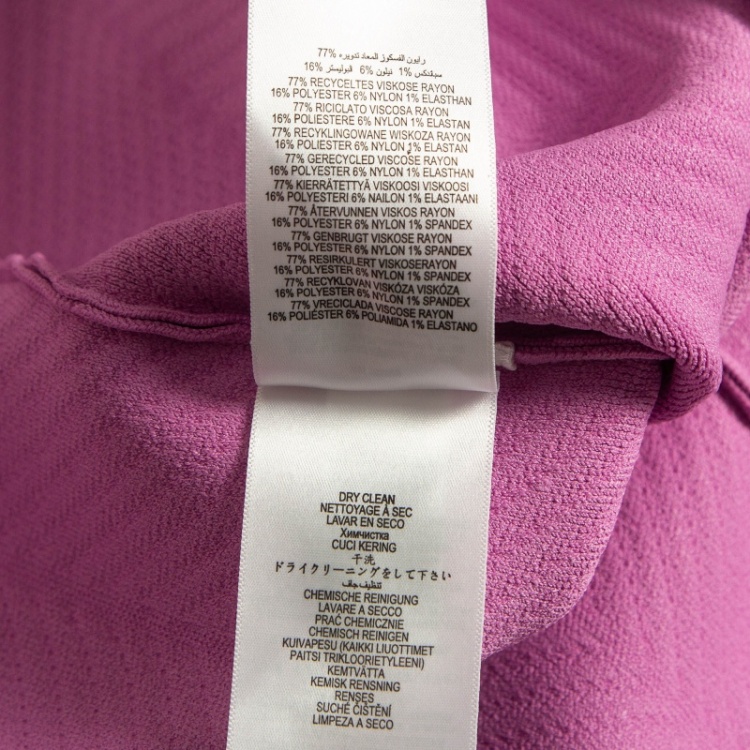 77% رايون الفسكوز المعاد تدويره
16% البوليستر 6% نيلون 1% سبفندكس
77% RECYCELTES VISKOSE RAYON
16% POLYESTER 6% NYLON 1% ELASTHAN
77% RICICLATO VISCOSA RAYON
16% POLIESTERE 6% NYLON 1% ELASTAN
77% RECYKLINGOWANE WISKOZA RAYON
16% POLIESTER 6% NYLON 1% ELASTAN
77% GERECYCLED VISCOSE RAYON
16% POLYESTER 6% NYLON 1% ELASTHAN
77% KIERRÄTETTYÄ VISKOOSI VISKOOSI
16% POLYESTERI 6% NAILON 1% ELASTAANI
77% ÅTERVUNNEN VISKOS RAYON
16% POLYESTER 6% NYLON 1% SPANDEX
77% GENBRUGT VISKOSE RAYON
16% POLYESTER 6% NYLON 1% SPANDEX
77% RESIRKULERT VISKOSERAYON
16% POLYESTER 6% NYLON 1% SPANDEX
77% RECYKLOVAN VISKÓZA VISKÓZA
16% POLYESTER 6% NYLON 1% SPANDEX
77% VRECICLADA VISCOSE RAYON
16% POLIÉSTER 6% POLIAMIDA 1% ELASTANO
DRY CLEAN
NETTOYAGE À SEC
LAVAR EN SECO
Химчистка
CUCI KERING
干洗
ドライクリーニングをして下さい
تنظيف جاف
CHEMISCHE REINIGUNG
LAVARE A SECCO
PRAĆ CHEMICZNIE
CHEMISCH REINIGEN
KUIVAPESU (KAIKKI LIUOTTIMET
PAITSI TRIKLOORIETYLEENI)
KEMTVÄTTA
KEMISK RENSNING
RENSES
SUCHÉ ČIŠTĚNÍ
LIMPEZA A SECO